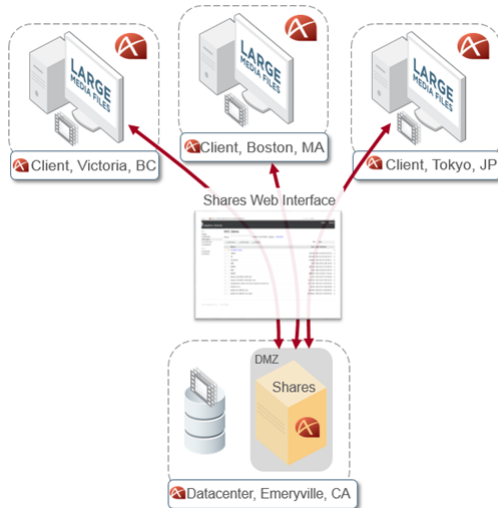 LARGE
MEDIA FILES
LARGE
MEDIA FILES
LARGE
MEDIA FILES
Client, Victoria, BC
Client, Boston, MA
Client, Tokyo, JP
Shares Web Interface
DMZ
Shares
Datacenter, Emeryville, CA